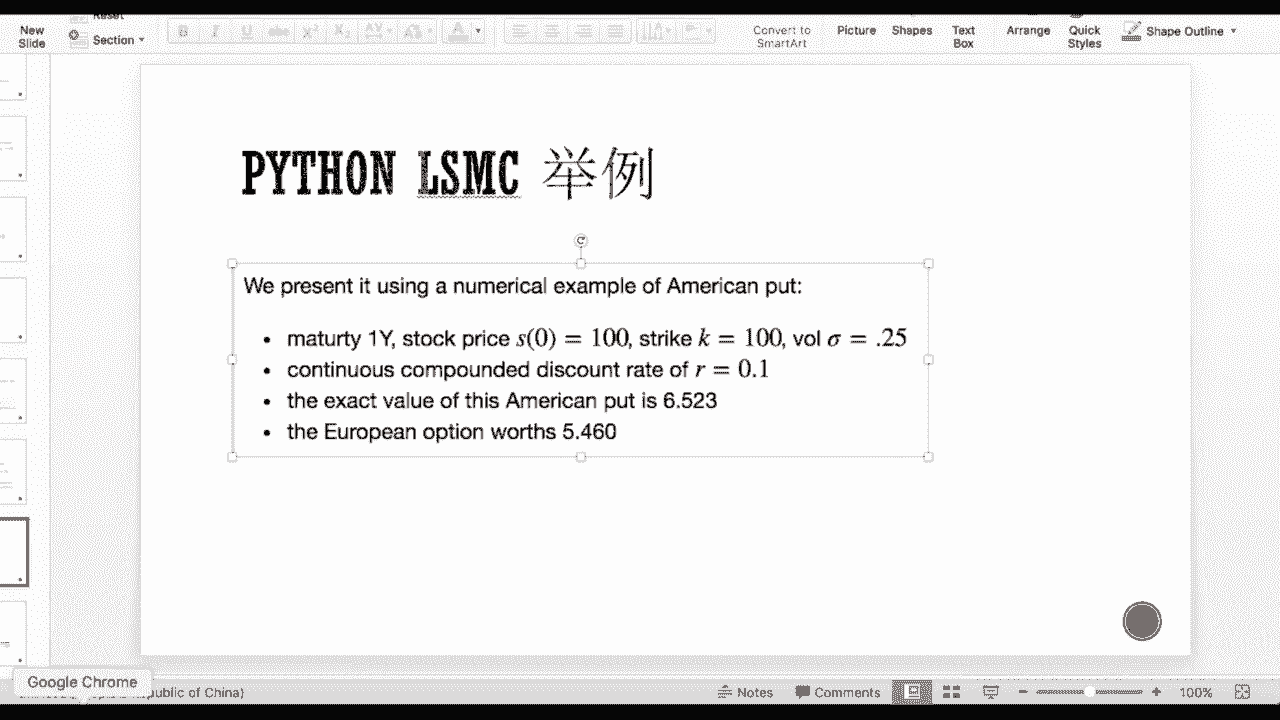 Reset
New
Slide
Section
B I U abc
Convert to
SmartArt
Picture
Shapes
Text
Box
Arrange
Quick
Styles
Shape Outline
PYTHON LSMC 举例
We present it using a numerical example of American put:
• maturty 1Y, stock price s(0) = 100, strike k = 100, vol σ = .25
• continuous compounded discount rate of r = 0.1
• the exact value of this American put is 6.523
• the European option worths 5.460
Google Chrome
of China)
Notes
Comments
100%